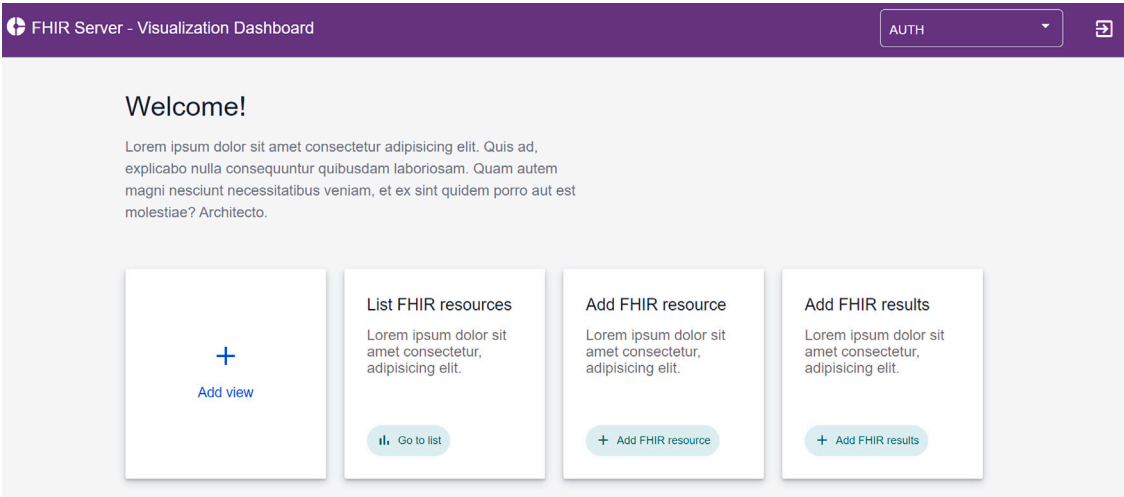 FHIR Server - Visualization Dashboard
AUTH
Welcome!
Lorem ipsum dolor sit amet consectetur adipisicing elit. Quis ad,
explicabo nulla consequuntur quibusdam laboriosam. Quam autem
magni nesciunt necessitatibus veniam, et ex sint quidem porro aut est
molestiae? Architecto.
Add view
List FHIR resources
Lorem ipsum dolor sit
amet consectetur,
adipisicing elit.
Go to list
Add FHIR resource
Lorem ipsum dolor sit
amet consectetur,
adipisicing elit.
Add FHIR resource
Add FHIR results
Lorem ipsum dolor sit
amet consectetur,
adipisicing elit.
Add FHIR results